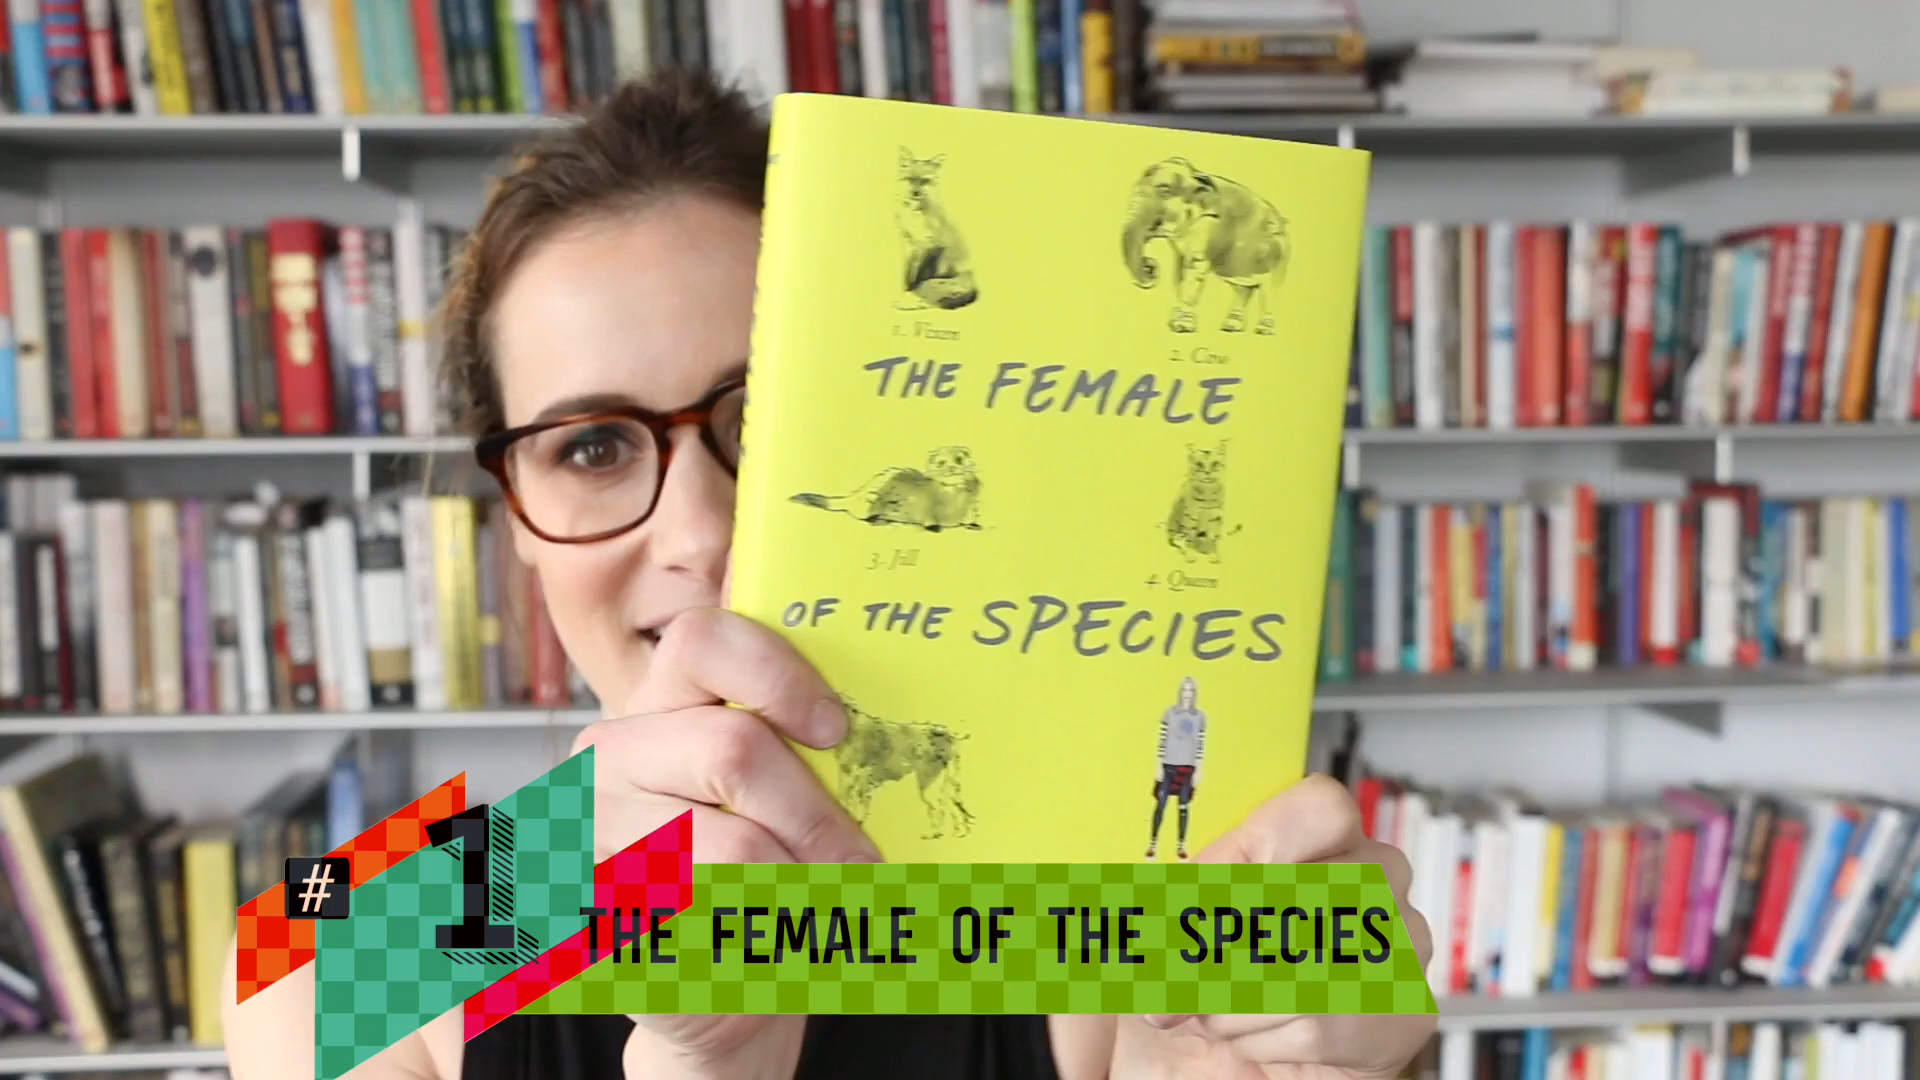 1. Vixen
2. Cow
THE FEMALE
3. Jill
4. Queen
OF THE SPECIES
# 1
THE FEMALE OF THE SPECIES